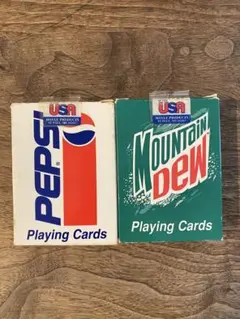 USA
PEPSI
®
Playing Cards
USA
MOUNTAIN
DEW
Playing Cards